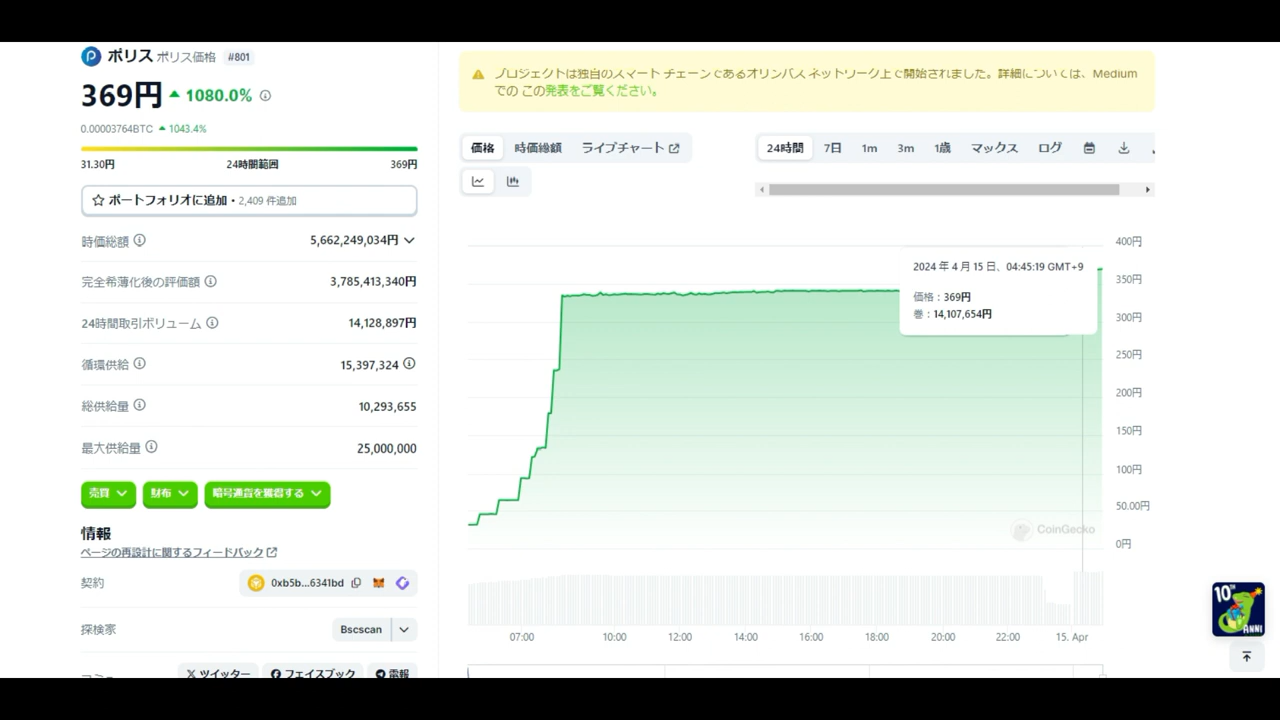 ポリス ポリス価格 #801
369円 ▲ 1080.0%
0.00003764BTC ▲ 1043.4%
31.30円 24時間範囲 369円
ポートフォリオに追加・2,409 件追加
時価総額 5,662,249,034円
完全希薄化後の評価額 3,785,413,340円
24時間取引ボリューム 14,128,897円
循環供給 15,397,324
総供給量 10,293,655
最大供給量 25,000,000
売買 財布 暗号通貨を獲得する
情報
ページの再設計に関するフィードバック
契約 0xb5b...6341bd
探検家 Bscscan
ツイッター フェイスブック 電報
プロジェクトは独自のスマート チェーンであるオリンパス ネットワーク上で開始されました。詳細については、Medium
での この発表をご覧ください。
価格 時価総額 ライブチャート
24時間 7日 1m 3m 1歳 マックス ログ
400円
2024 年 4 月 15 日、04:45:19 GMT+9
価格：369円
巻：14,107,654円
350円
300円
250円
200円
150円
100円
50.00円
0円
CoinGecko
07:00 10:00 12:00 14:00 16:00 18:00 20:00 22:00 15. Apr
10TH
ANNI